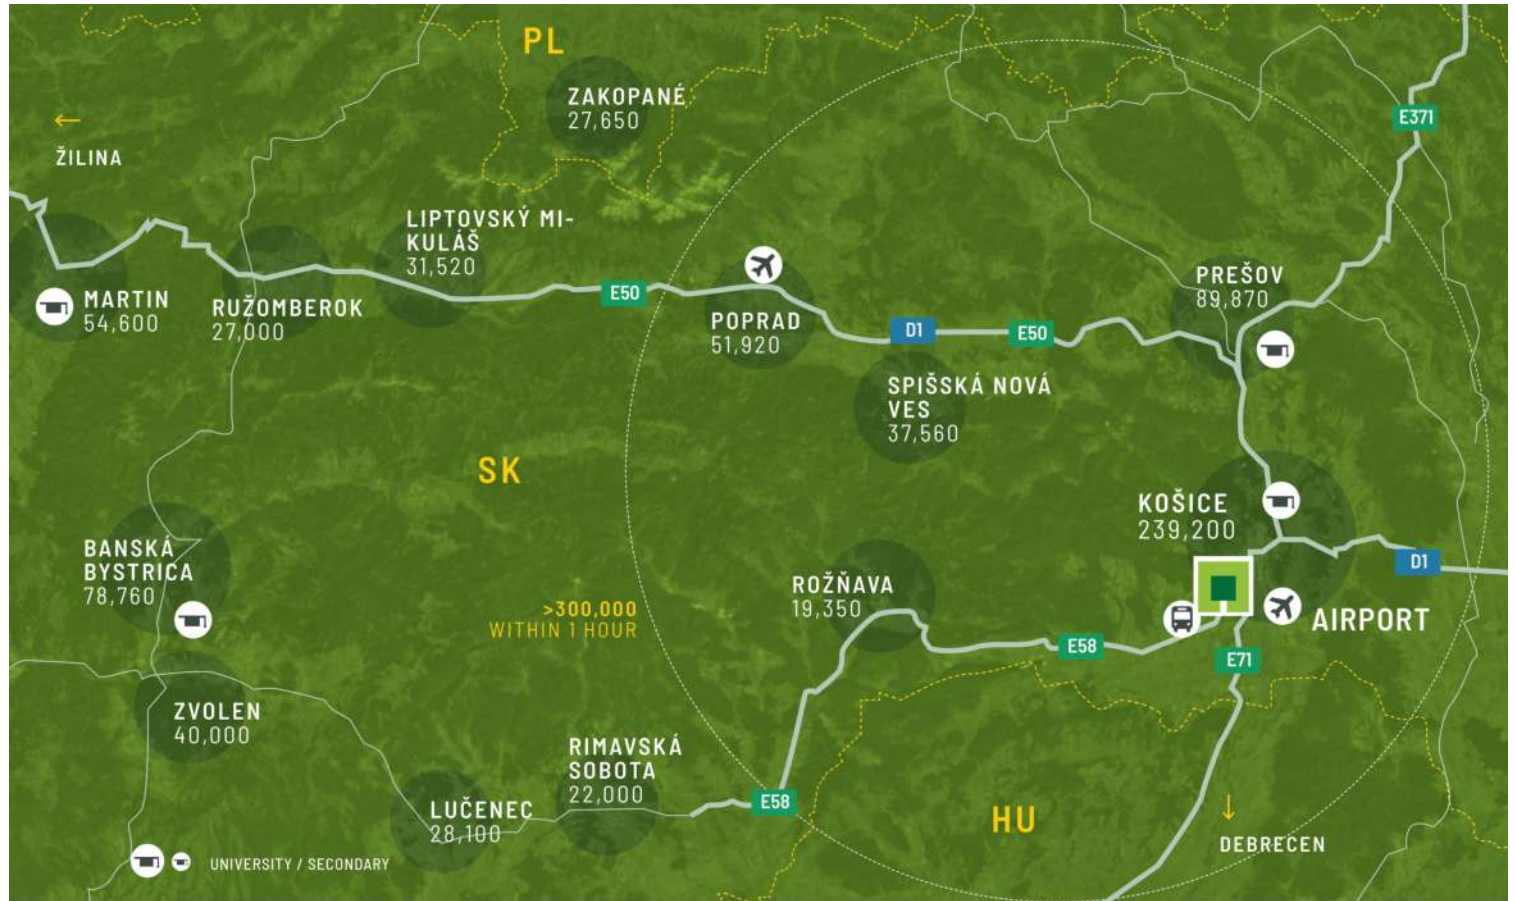 PL
ZAKOPANÉ
27,650
E371
←
ŽILINA
LIPTOVSKÝ MI-
KULÁŠ
31,520
MARTIN
54,600
RUŽOMBEROK
27,000
E50
POPRAD
51,920
D1
E50
PREŠOV
89,870
SPIŠSKÁ NOVÁ
VES
37,560
SK
KOŠICE
239,200
D1
BANSKÁ
BYSTRICA
78,760
>300,000
WITHIN 1 HOUR
ROŽŇAVA
19,350
AIRPORT
E58
E71
ZVOLEN
40,000
RIMAVSKÁ
SOBOTA
22,000
E58
LUČENEC
28,100
HU
↓
DEBRECEN
UNIVERSITY / SECONDARY